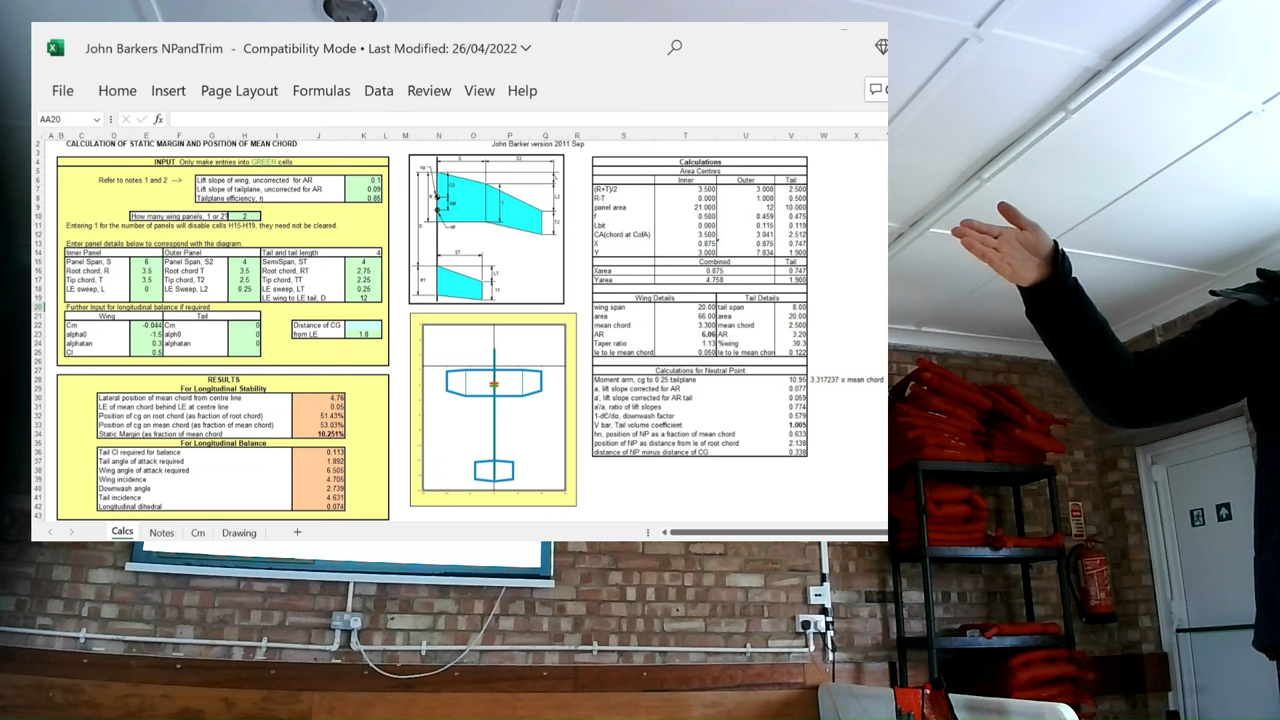 John Barkers NPandTrim - Compatibility Mode • Last Modified: 26/04/2022
File Home Insert Page Layout Formulas Data Review View Help
AA20 fx
A B C D E F G H I J K L M N O P Q R S T U V W X
CALCULATION OF STATIC MARGIN AND POSITION OF MEAN CHORD
John Barker version 2011 Sep
INPUT Only make entries into GREEN cells
Refer to notes 1 and 2 -->
Lift slope of wing, uncorrected for AR 0.1
Lift slope of tailplane, uncorrected for AR 0.09
Tailplane efficiency, η 0.85
How many wing panels, 1 or 2? 2
Entering 1 for the number of panels will disable cells H15-H19, they need not be cleared.
Enter panel details below to correspond with the diagram.
Inner Panel Outer Panel Tail and tail length 4
Panel Span, S 6 Panel Span, S2 4 SemiSpan, ST 4
Root chord, R 3.5 Root chord T 3.5 Root chord, RT 2.75
Tip chord, T 3.5 Tip chord, T2 2.5 Tip chord, TT 2.25
LE sweep, L 0 LE sweep, L2 0.25 LE sweep, LT 0.25
LE wing to LE tail, D 12
Further Input for longitudinal balance if required
Wing Tail
Cm -0.044 Cm 0 Distance of CG
alpha0 -1.5 alph0 0 from LE 1.8
alphatan 0.3 alphatan 0
Cl 0.5
RESULTS
For Longitudinal Stability
Lateral position of mean chord from centre line 4.76
LE of mean chord behind LE at centre line 0.05
Position of cg on root chord (as fraction of root chord) 51.43%
Position of cg on mean chord (as fraction of mean chord) 53.03%
Static Margin (as fraction of mean chord 10.251%
For Longitudinal Balance
Tail Cl required for balance 0.113
Tail angle of attack required 1.892
Wing angle of attack required 6.505
Wing incidence 4.705
Downwash angle 2.739
Tail incidence 4.631
Longitudinal dihedral 0.074
Calculations
Area Centres
Inner Outer Tail
(R+T)/2 3.500 3.000 2.500
R-T 0.000 1.000 0.500
panel area 21.000 12 10.000
f 0.500 0.459 0.475
Lbit 0.000 0.115 0.119
CA(chord at CofA) 3.500 3.041 2.512
X 0.875 0.875 0.747
Y 3.000 7.834 1.900
Combined Tail
Xarea 0.875 0.747
Yarea 4.758 1.900
Wing Details Tail Details
wing span 20.00 tail span 8.00
area 66.00 area 20.00
mean chord 3.300 mean chord 2.500
AR 6.06 AR 3.20
Taper ratio 1.13 %wing 30.3
le to le mean chord 0.050 le to le mean chor 0.122
Calculations for Neutral Point
Moment arm, cg to 0.25 tailplane 10.95 3.317237 x mean chord
a, lift slope corrected for AR 0.077
a', lift slope corrected for AR tail 0.059
a'/a, ratio of lift slopes 0.774
1-dƐ/dα, downwash factor 0.579
V bar, Tail volume coefficient 1.005
hn, position of NP as a fraction of mean chord 0.633
position of NP as distance from le of root chord 2.138
distance of NP minus distance of CG 0.338
Calcs Notes Cm Drawing +